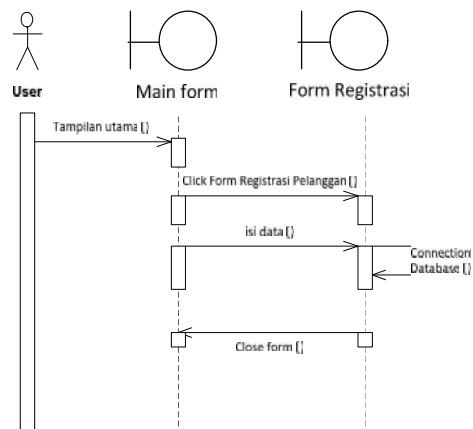 User
Main form
Form Registrasi
Tampilan utama ()
Click Form Registrasi Pelanggan ()
isi data ()
Connection
Database ()
Close form ()